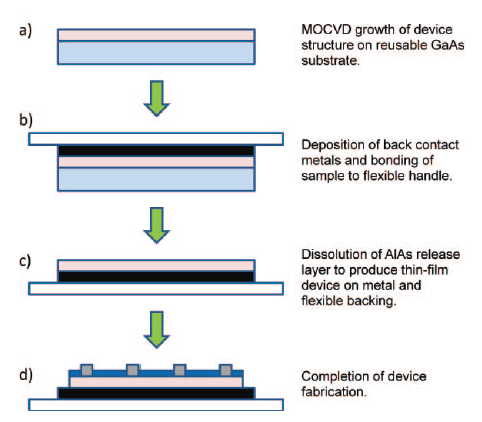 a)
MOCVD growth of device
structure on reusable GaAs
substrate.
b)
Deposition of back contact
metals and bonding of
sample to flexible handle.
c)
Dissolution of AlAs release
layer to produce thin-film
device on metal and
flexible backing.
d)
Completion of device
fabrication.